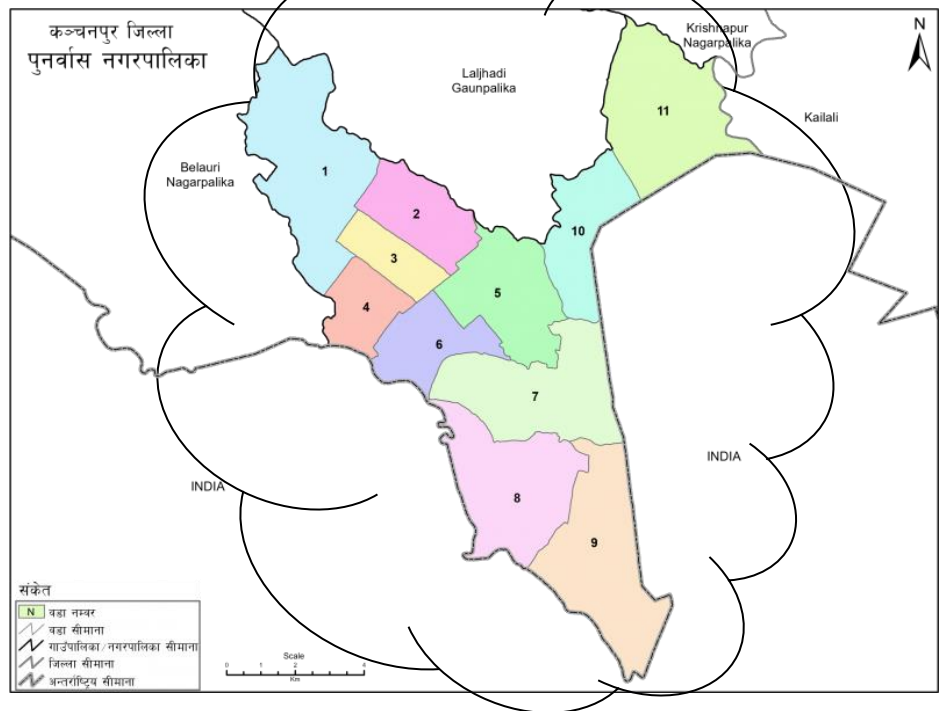 कञ्चनपुर जिल्ला
पुनर्वास नगरपालिका
N
Krishnapur
Nagarpalika
Laljhadi
Gaunpalika
11
Kailali
Belauri
Nagarpalika
1
2
10
3
5
4
6
7
INDIA
INDIA
8
9
संकेत
N वडा नम्वर
वडा सीमाना
गाउँपालिका/नगरपालिका सीमाना
जिल्ला सीमाना
अन्तर्राष्ट्रिय सीमाना
Scale
0 1 2 4
Km